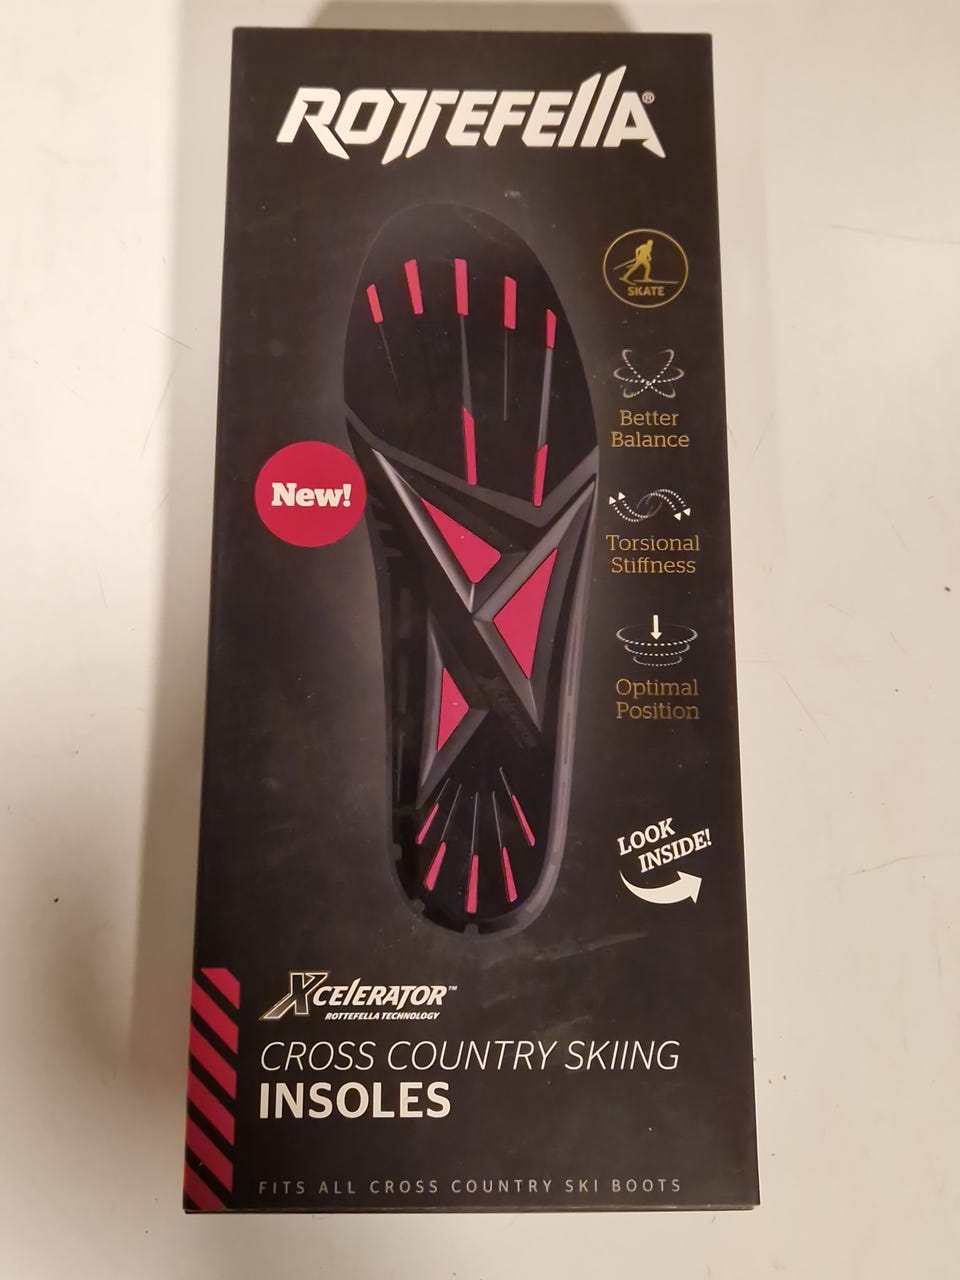 ROTTEFELLA®
SKATE
Better
Balance
New!
Torsional
Stiffness
Optimal
Position
LOOK
INSIDE!
XCELERATOR™
ROTTEFELLA TECHNOLOGY
CROSS COUNTRY SKIING
INSOLES
FITS ALL CROSS COUNTRY SKI BOOTS